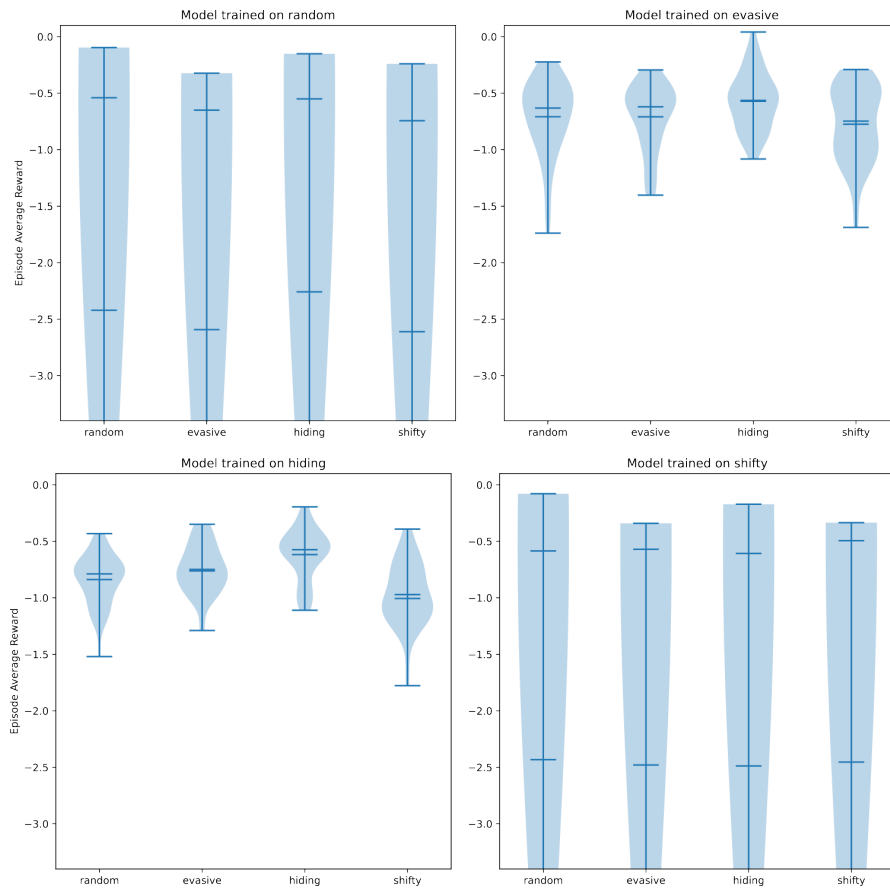 Model trained on random
Episode Average Reward
0.0
−0.5
−1.0
−1.5
−2.0
−2.5
−3.0
random evasive hiding shifty
Model trained on evasive
0.0
−0.5
−1.0
−1.5
−2.0
−2.5
−3.0
random evasive hiding shifty
Model trained on hiding
Episode Average Reward
0.0
−0.5
−1.0
−1.5
−2.0
−2.5
−3.0
random evasive hiding shifty
Model trained on shifty
0.0
−0.5
−1.0
−1.5
−2.0
−2.5
−3.0
random evasive hiding shifty